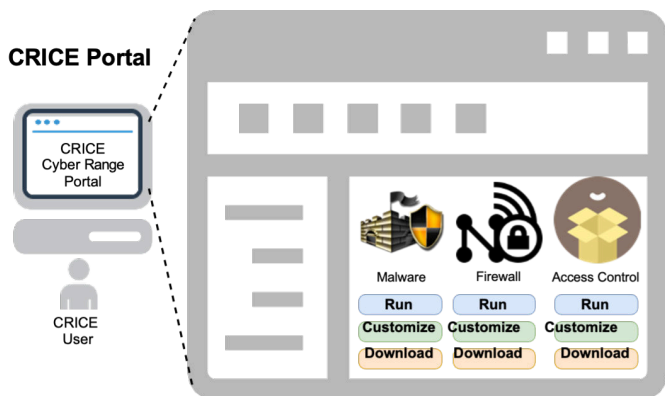 CRICE Portal
CRICE
Cyber Range
Portal
CRICE
User
Malware Firewall Access Control
Run Run Run
Customize Customize Customize
Download Download Download